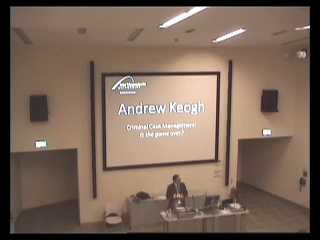 Andrew Keogh
Criminal Case Management:
is the game over?